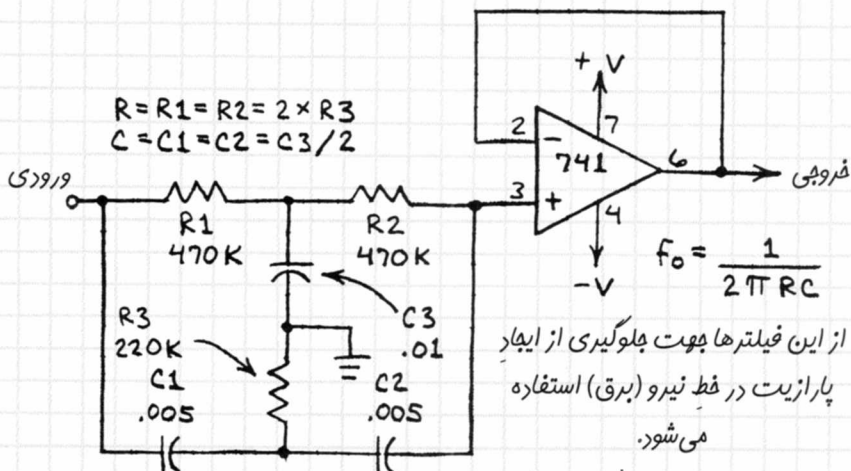 +V
R=R1=R2=2×R3
C=C1=C2=C3/2
2
-
7
741
6
3
+
4
-V
ورودی
خروجی
R1
470K
R2
470K
F₀ = 1
2πRC
R3
220K
C3
.01
C1
.005
C2
.005
از این فیلترها جهت جلوگیری از ایجادِ
پارازیت در خطِ نیرو (برق) استفاده
می‌شود.